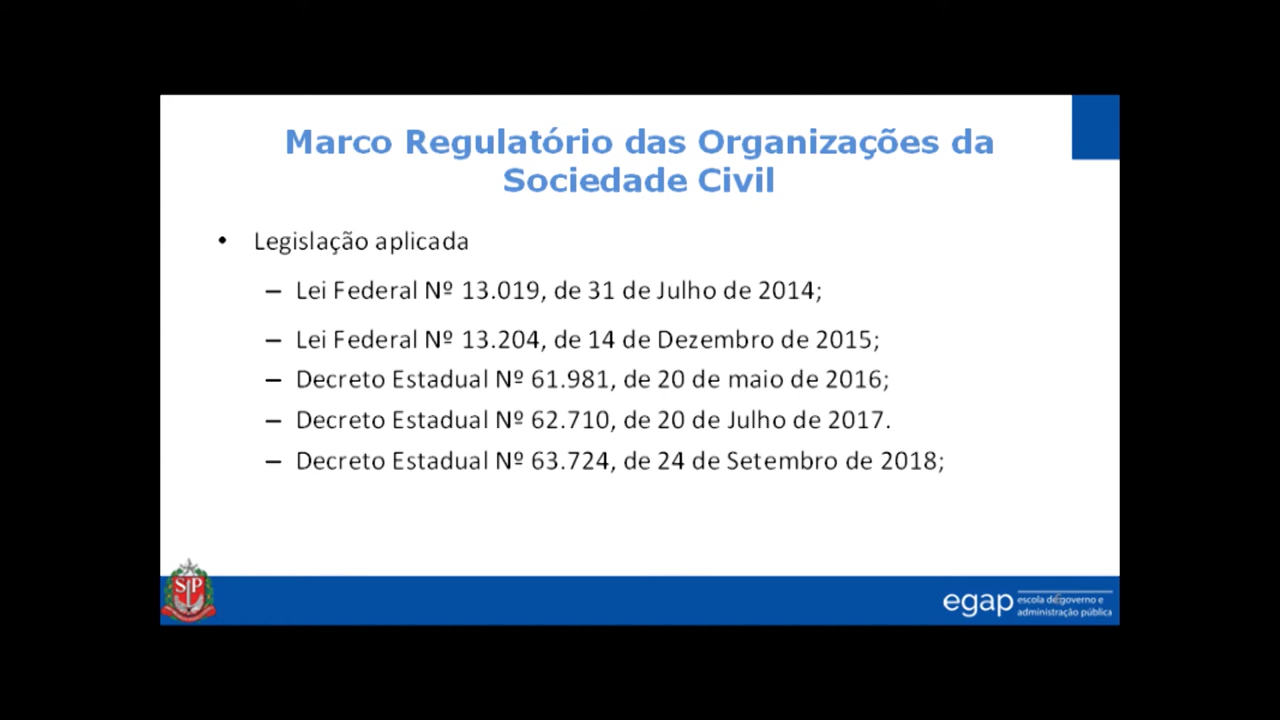 Marco Regulatório das Organizações da
Sociedade Civil
• Legislação aplicada
– Lei Federal Nº 13.019, de 31 de Julho de 2014;
– Lei Federal Nº 13.204, de 14 de Dezembro de 2015;
– Decreto Estadual Nº 61.981, de 20 de maio de 2016;
– Decreto Estadual Nº 62.710, de 20 de Julho de 2017.
– Decreto Estadual Nº 63.724, de 24 de Setembro de 2018;
SP
egap
escola de governo e
administração pública